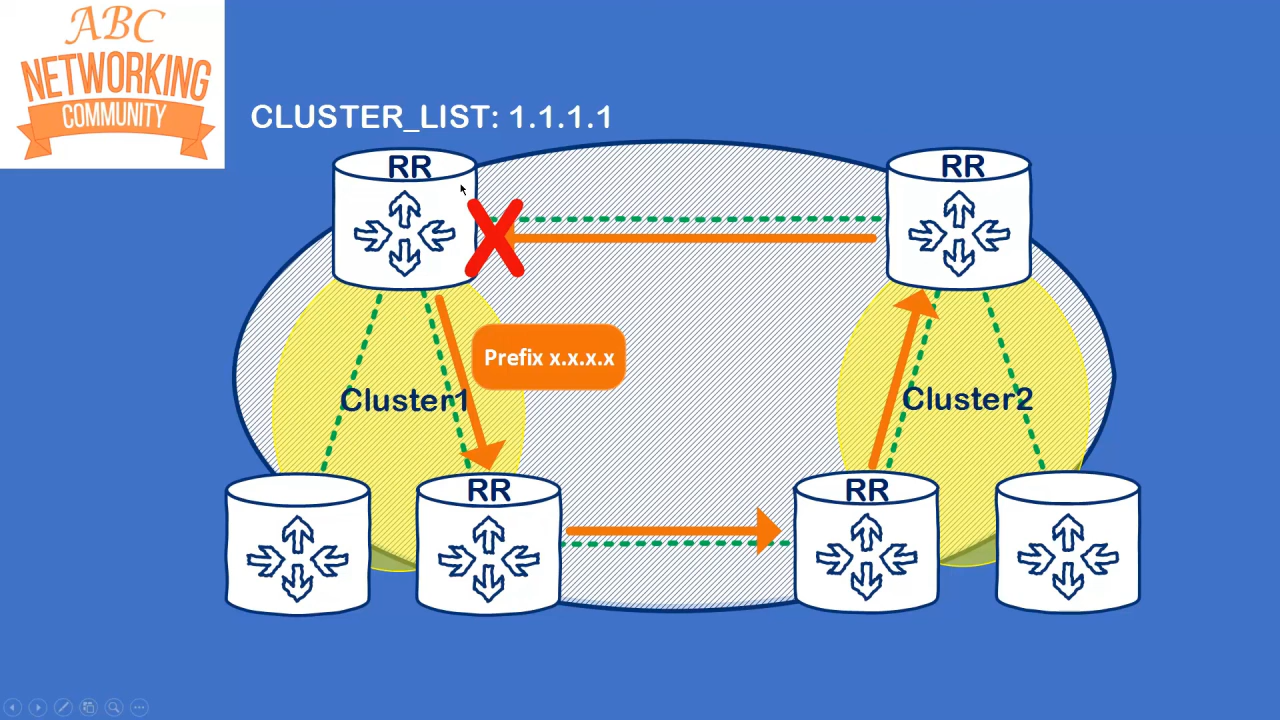 ABC
NETWORKING
COMMUNITY
CLUSTER_LIST: 1.1.1.1
RR
RR
Prefix x.x.x.x
Cluster1
Cluster2
RR
RR